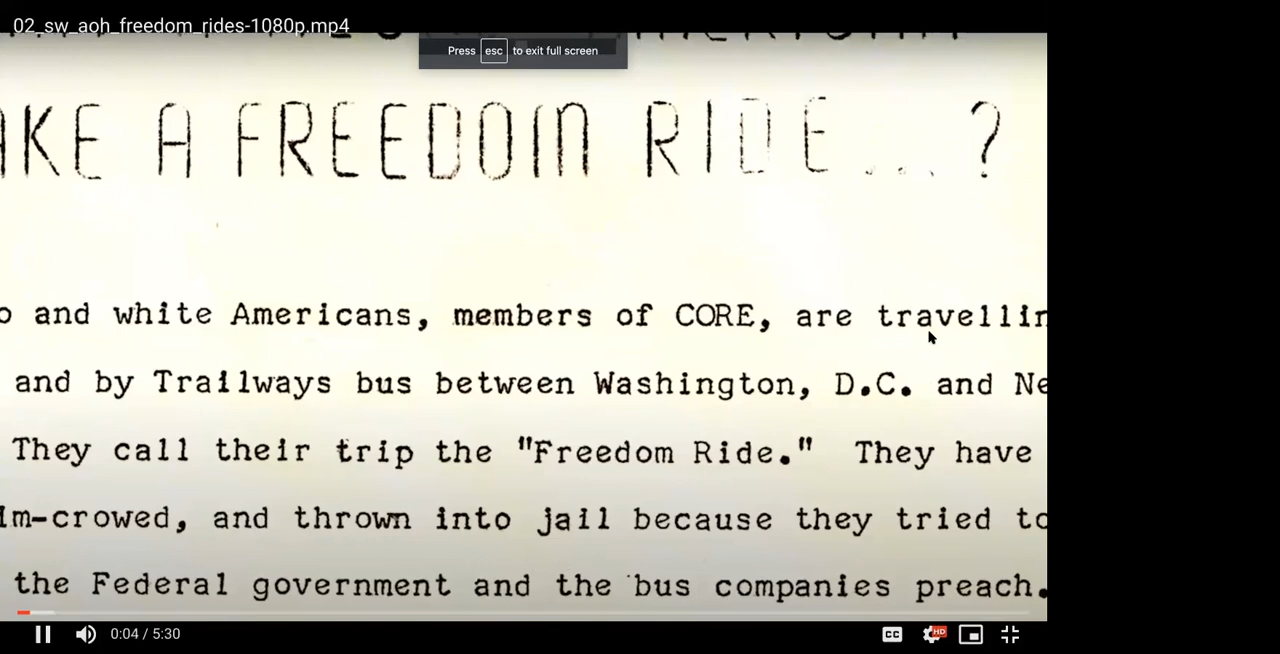 02_sw_aoh_freedom_rides-1080p.mp4
Press esc to exit full screen
AKE A FREEDOM RIDE...?
o and white Americans, members of CORE, are travellin
and by Trailways bus between Washington, D.C. and Ne
They call their trip the "Freedom Ride." They have
im-crowed, and thrown into jail because they tried to
the Federal government and the bus companies preach.
0:04 / 5:30
CC
HD